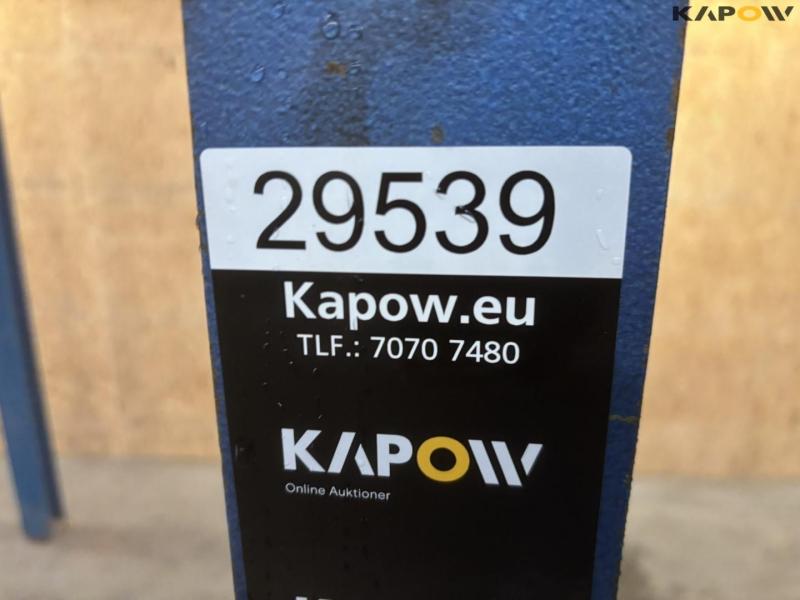 KAPOW
29539
Kapow.eu
TLF.: 7070 7480
KAPOW
Online Auktioner